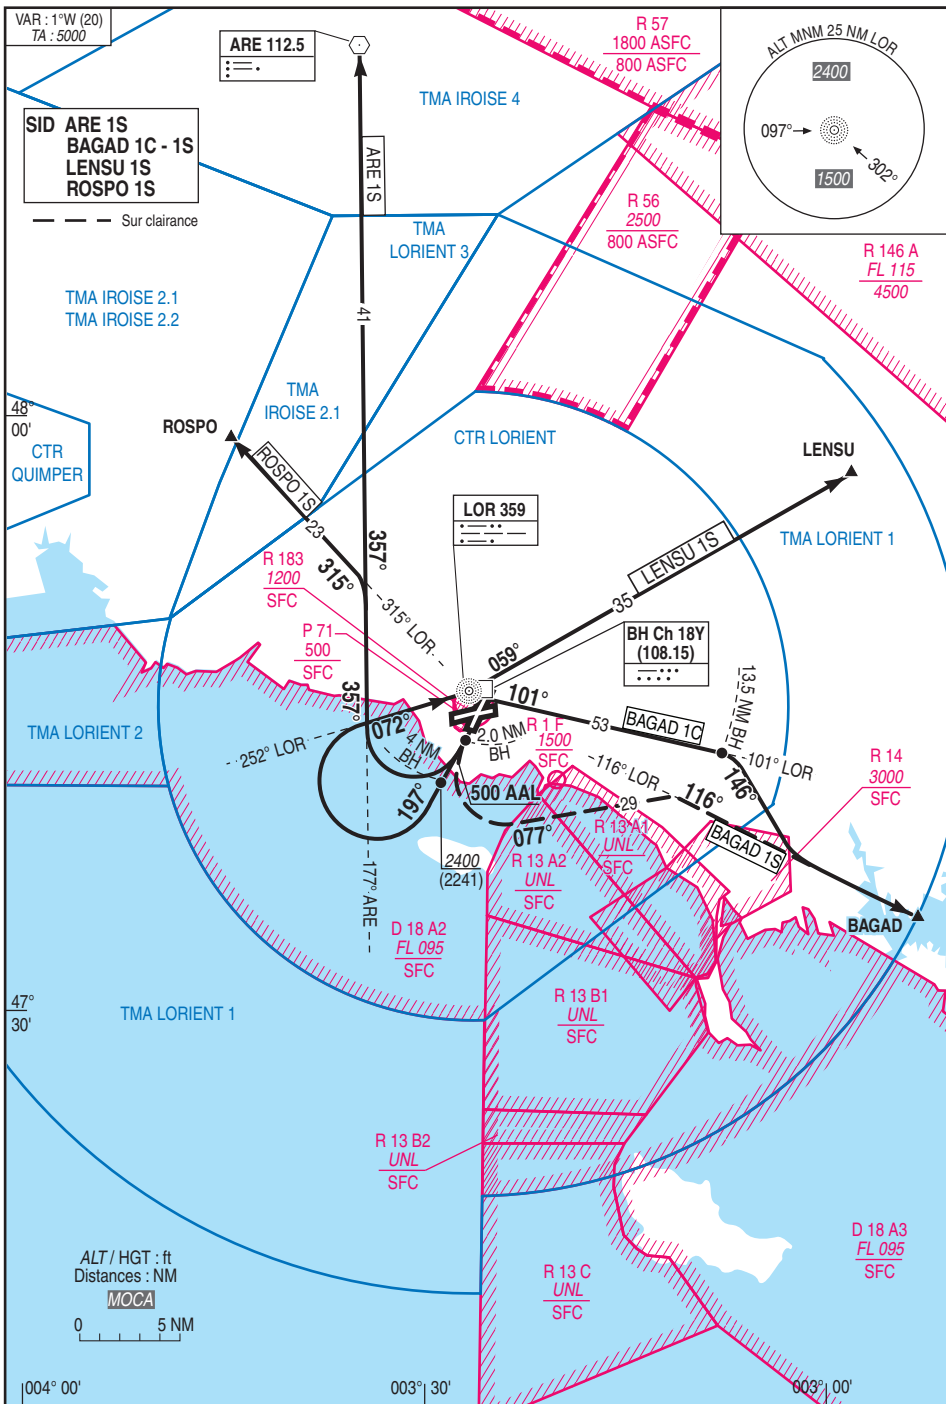 VAR : 1°W (20)
TA : 5000
ARE 112.5
R 57
1800 ASFC
800 ASFC
ALT MNM 25 NM LOR
2400
097°
302°
1500
TMA IROISE 4
SID ARE 1S
BAGAD 1C - 1S
LENSU 1S
ROSPO 1S
Sur clairance
ARE 1S
R 56
2500
800 ASFC
TMA
LORIENT 3
R 146 A
FL 115
4500
TMA IROISE 2.1
TMA IROISE 2.2
41
TMA
IROISE 2.1
48°
00'
ROSPO
CTR
QUIMPER
CTR LORIENT
LENSU
ROSPO 1S
23
LOR 359
TMA LORIENT 1
357°
315°
R 183
1200
SFC
LENSU 1S
35
315° LOR
P 71
500
SFC
BH Ch 18Y
(108.15)
059°
101°
13.5 NM BH
357°
072°
53
BAGAD 1C
TMA LORIENT 2
252° LOR
4 NM
BH
2.0 NM
BH
R 1 F
1500
SFC
116° LOR
101° LOR
146°
R 14
3000
SFC
197°
500 AAL
29
116°
077°
BAGAD 1S
R 13 A1
UNL
SFC
2400
(2241)
R 13 A2
UNL
SFC
177° ARE
BAGAD
D 18 A2
FL 095
SFC
47°
30'
TMA LORIENT 1
R 13 B1
UNL
SFC
R 13 B2
UNL
SFC
ALT / HGT : ft
Distances : NM
MOCA
0 5 NM
R 13 C
UNL
SFC
D 18 A3
FL 095
SFC
004° 00'
003° 30'
003° 00'